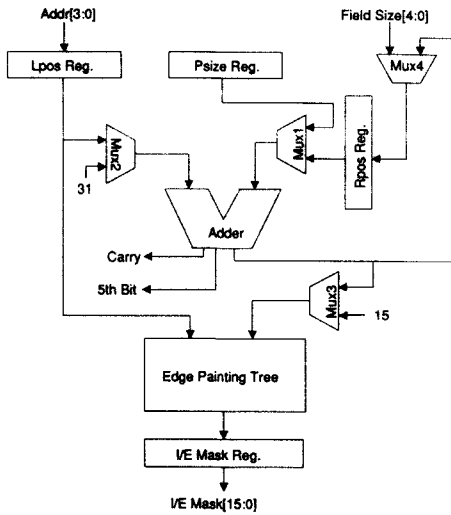 Addr[3:0]
Field Size[4:0]
Lpos Reg.
Psize Reg.
Mux4
Mux2
Mux1
Rpos Reg.
31
Adder
Carry
5th Bit
Mux3
15
Edge Painting Tree
I/E Mask Reg.
I/E Mask[15:0]